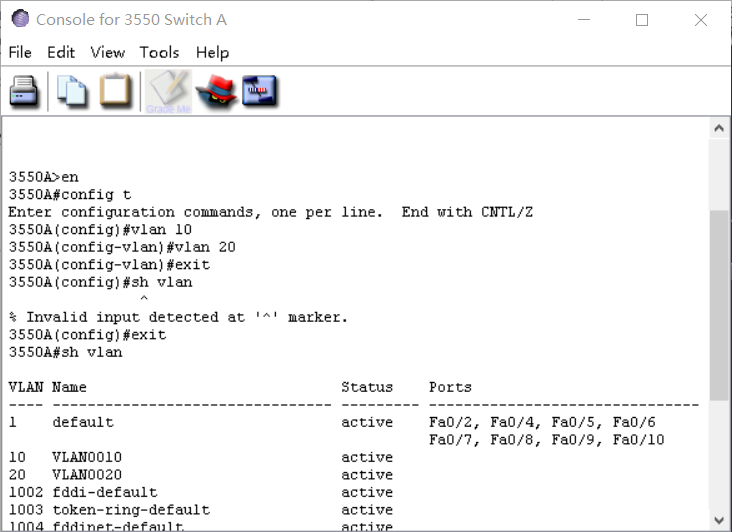 Console for 3550 Switch A
File Edit View Tools Help
Grade Me
3550A>en
3550A#config t
Enter configuration commands, one per line.  End with CNTL/Z
3550A(config)#vlan 10
3550A(config-vlan)#vlan 20
3550A(config-vlan)#exit
3550A(config)#sh vlan
^
% Invalid input detected at '^' marker.
3550A(config)#exit
3550A#sh vlan
VLAN Name                             Status    Ports
---- -------------------------------- --------- -------------------------------
1    default                          active    Fa0/2, Fa0/4, Fa0/5, Fa0/6
                                                Fa0/7, Fa0/8, Fa0/9, Fa0/10
10   VLAN0010                         active
20   VLAN0020                         active
1002 fddi-default                     active
1003 token-ring-default               active
1004 fddinet-default                  active